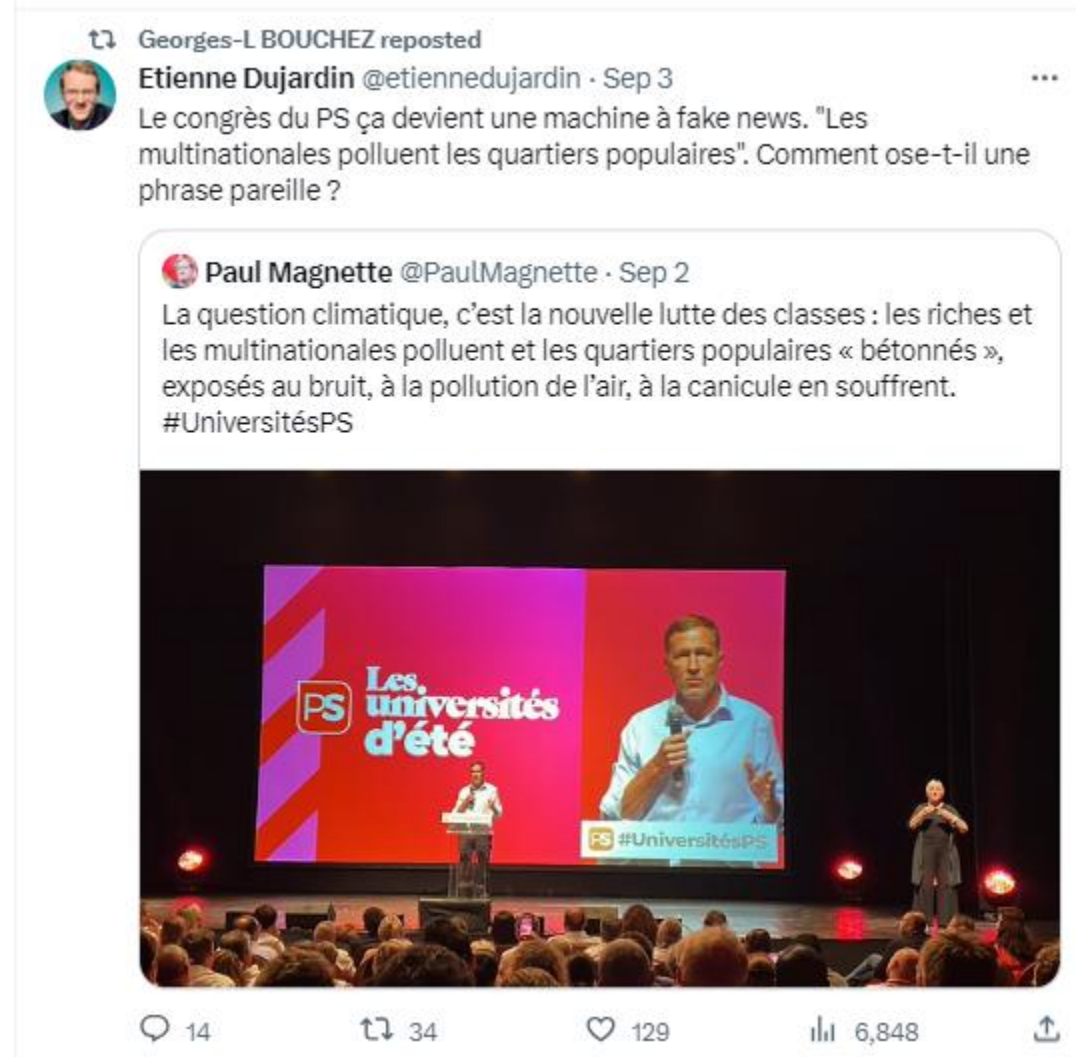 Georges-L BOUCHEZ reposted
Etienne Dujardin @etiennedujardin · Sep 3
Le congrès du PS ça devient une machine à fake news. "Les
multinationales polluent les quartiers populaires". Comment ose-t-il une
phrase pareille ?
Paul Magnette @PaulMagnette · Sep 2
La question climatique, c’est la nouvelle lutte des classes : les riches et
les multinationales polluent et les quartiers populaires « bétonnés »,
exposés au bruit, à la pollution de l’air, à la canicule en souffrent.
#UniversitésPS
PS
Les
universités
d’été
PS #UniversitésPS
14 34 129 6,848